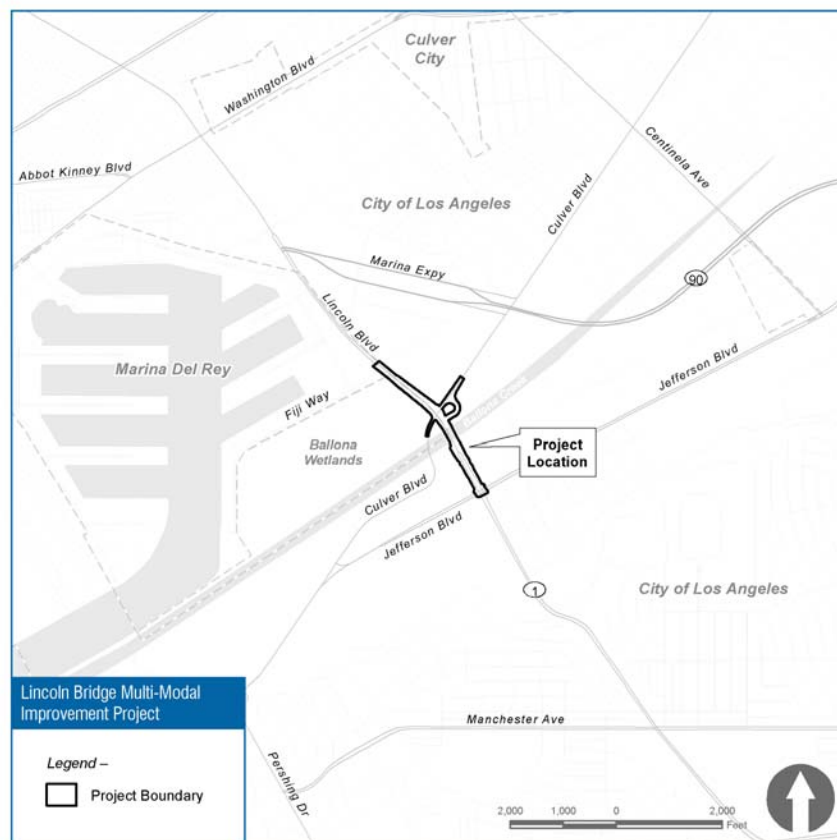 Culver
City
Washington Blvd
Centinela Ave
Abbot Kinney Blvd
City of Los Angeles
Culver Blvd
Marina Expy
90
Lincoln Blvd
Marina Del Rey
Jefferson Blvd
Fiji Way
Ballona Creek
Ballona
Wetlands
Project
Location
Culver Blvd
Jefferson Blvd
1
City of Los Angeles
Lincoln Bridge Multi-Modal
Improvement Project
Manchester Ave
Legend –
Project Boundary
Pershing Dr
2,000 1,000 0 2,000
Feet